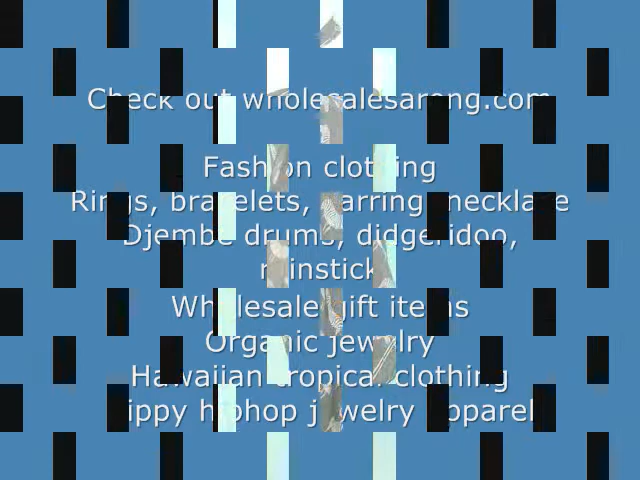 Check out wholesalesarong.com
Fashion clothing
Rings, bracelets, earring necklace
Djembe drums, didgeridoo,
rainstick
Wholesale gift items
Organic jewelry
Hawaiian tropical clothing
hippy hiphop jewelry apparel